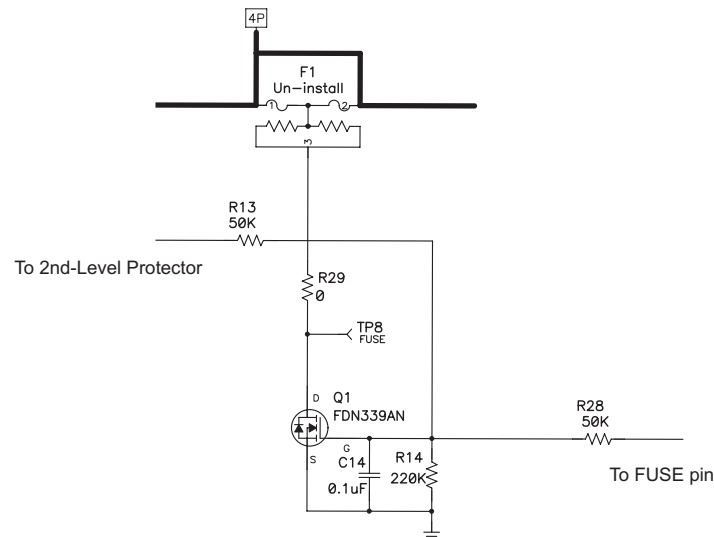 4P
F1
Un-install
1
2
3
R13
50K
To 2nd-Level Protector
R29
0
TP8
FUSE
D
Q1
FDN339AN
G
S
C14
0.1uF
R14
220K
R28
50K
To FUSE pin